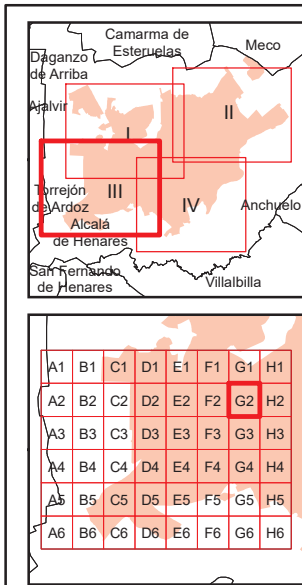 Camarma de
Esteruelas
Meco
Daganzo
de Arriba
Ajalvir
I
II
III
IV
Torrejón
de Ardoz
Anchuelo
Alcalá
de Henares
San Fernando
de Henares
Villalbilla
A1 B1 C1 D1 E1 F1 G1 H1
A2 B2 C2 D2 E2 F2 G2 H2
A3 B3 C3 D3 E3 F3 G3 H3
A4 B4 C4 D4 E4 F4 G4 H4
A5 B5 C5 D5 E5 F5 G5 H5
A6 B6 C6 D6 E6 F6 G6 H6